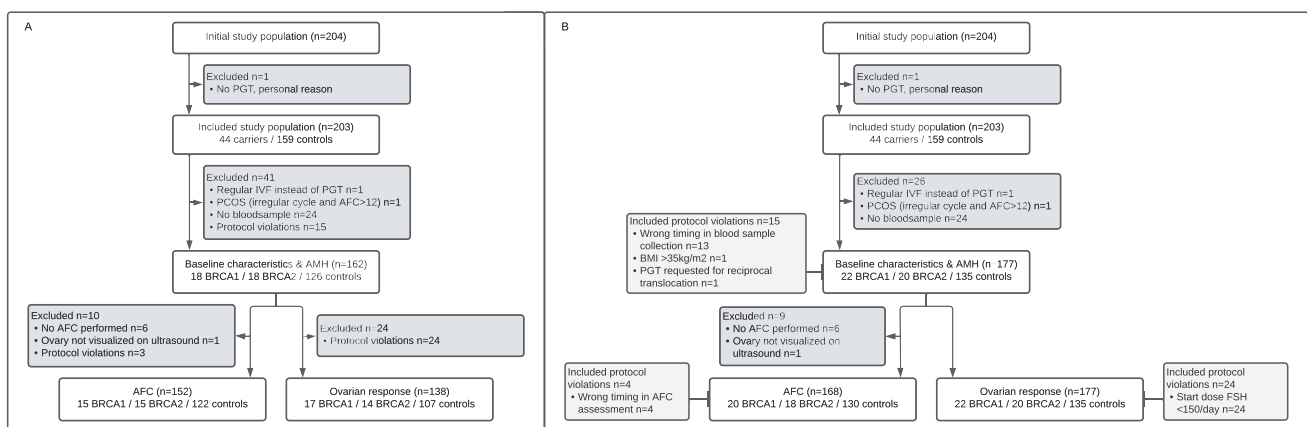 A
Initial study population (n=204)
Excluded n=1
• No PGT, personal reason
Included study population (n=203)
44 carriers / 159 controls
Excluded n=41
• Regular IVF instead of PGT n=1
• PCOS (irregular cycle and AFC>12) n=1
• No bloodsample n=24
• Protocol violations n=15
Baseline characteristics & AMH (n=162)
18 BRCA1 / 18 BRCA2 / 126 controls
Excluded n=10
• No AFC performed n=6
• Ovary not visualized on ultrasound n=1
• Protocol violations n=3
Excluded n=24
• Protocol violations n=24
AFC (n=152)
15 BRCA1 / 15 BRCA2 / 122 controls
Ovarian response (n=138)
17 BRCA1 / 14 BRCA2 / 107 controls
B
Initial study population (n=204)
Excluded n=1
• No PGT, personal reason
Included study population (n=203)
44 carriers / 159 controls
Excluded n=26
• Regular IVF instead of PGT n=1
• PCOS (irregular cycle and AFC>12) n=1
• No bloodsample n=24
Included protocol violations n=15
• Wrong timing in blood sample
collection n=13
• BMI >35kg/m2 n=1
• PGT requested for reciprocal
translocation n=1
Baseline characteristics & AMH (n 177)
22 BRCA1 / 20 BRCA2 / 135 controls
Excluded n=9
• No AFC performed n=6
• Ovary not visualized on
ultrasound n=1
Included protocol
violations n=4
• Wrong timing in AFC
assessment n=4
AFC (n=168)
20 BRCA1 / 18 BRCA2 / 130 controls
Ovarian response (n=177)
22 BRCA1 / 20 BRCA2 / 135 controls
Included protocol
violations n=24
• Start dose FSH
<150/day n=24